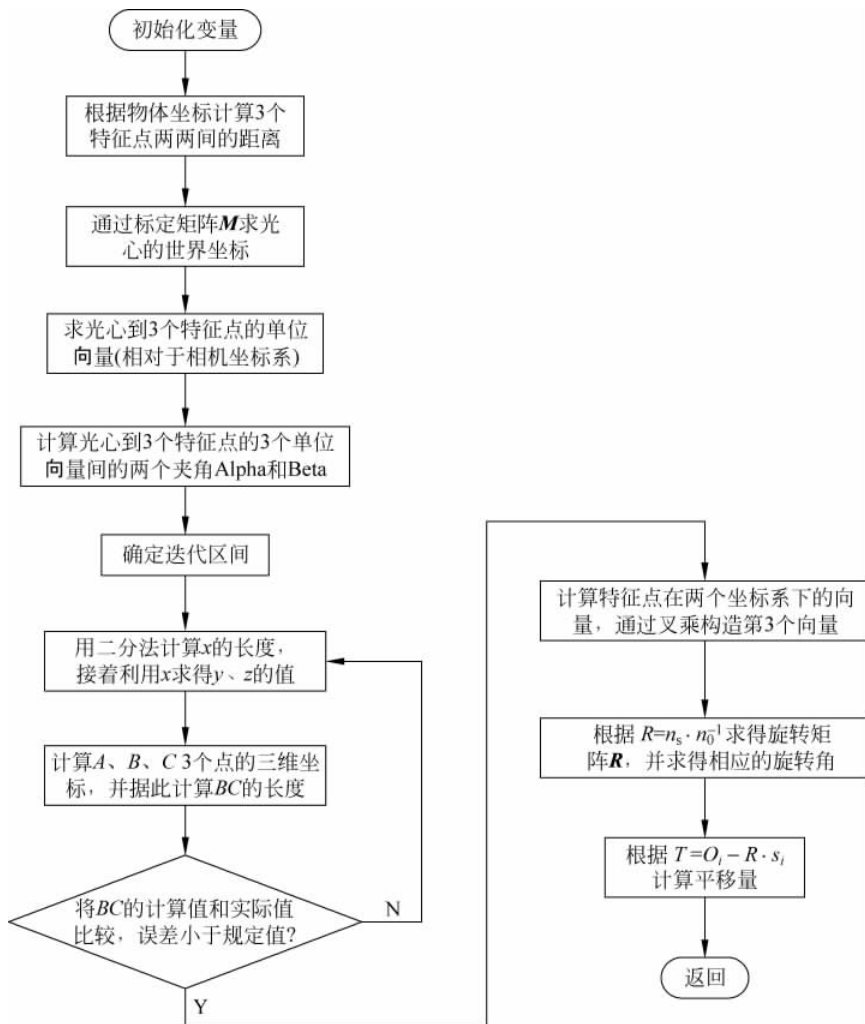 初始化变量
根据物体坐标计算3个
特征点两两间的距离
通过标定矩阵M求光
心的世界坐标
求光心到3个特征点的单位
向量(相对于相机坐标系)
计算光心到3个特征点的3个单位
向量间的两个夹角Alpha和Beta
确定迭代区间
用二分法计算x的长度，
接着利用x求得y、z的值
计算A、B、C 3个点的三维坐
标，并据此计算BC的长度
将BC的计算值和实际值
比较，误差小于规定值?
N
Y
计算特征点在两个坐标系下的向
量，通过叉乘构造第3个向量
根据 R=nₛ · n₀⁻¹ 求得旋转矩
阵R，并求得相应的旋转角
根据 T=Oᵢ − R · sᵢ
计算平移量
返回